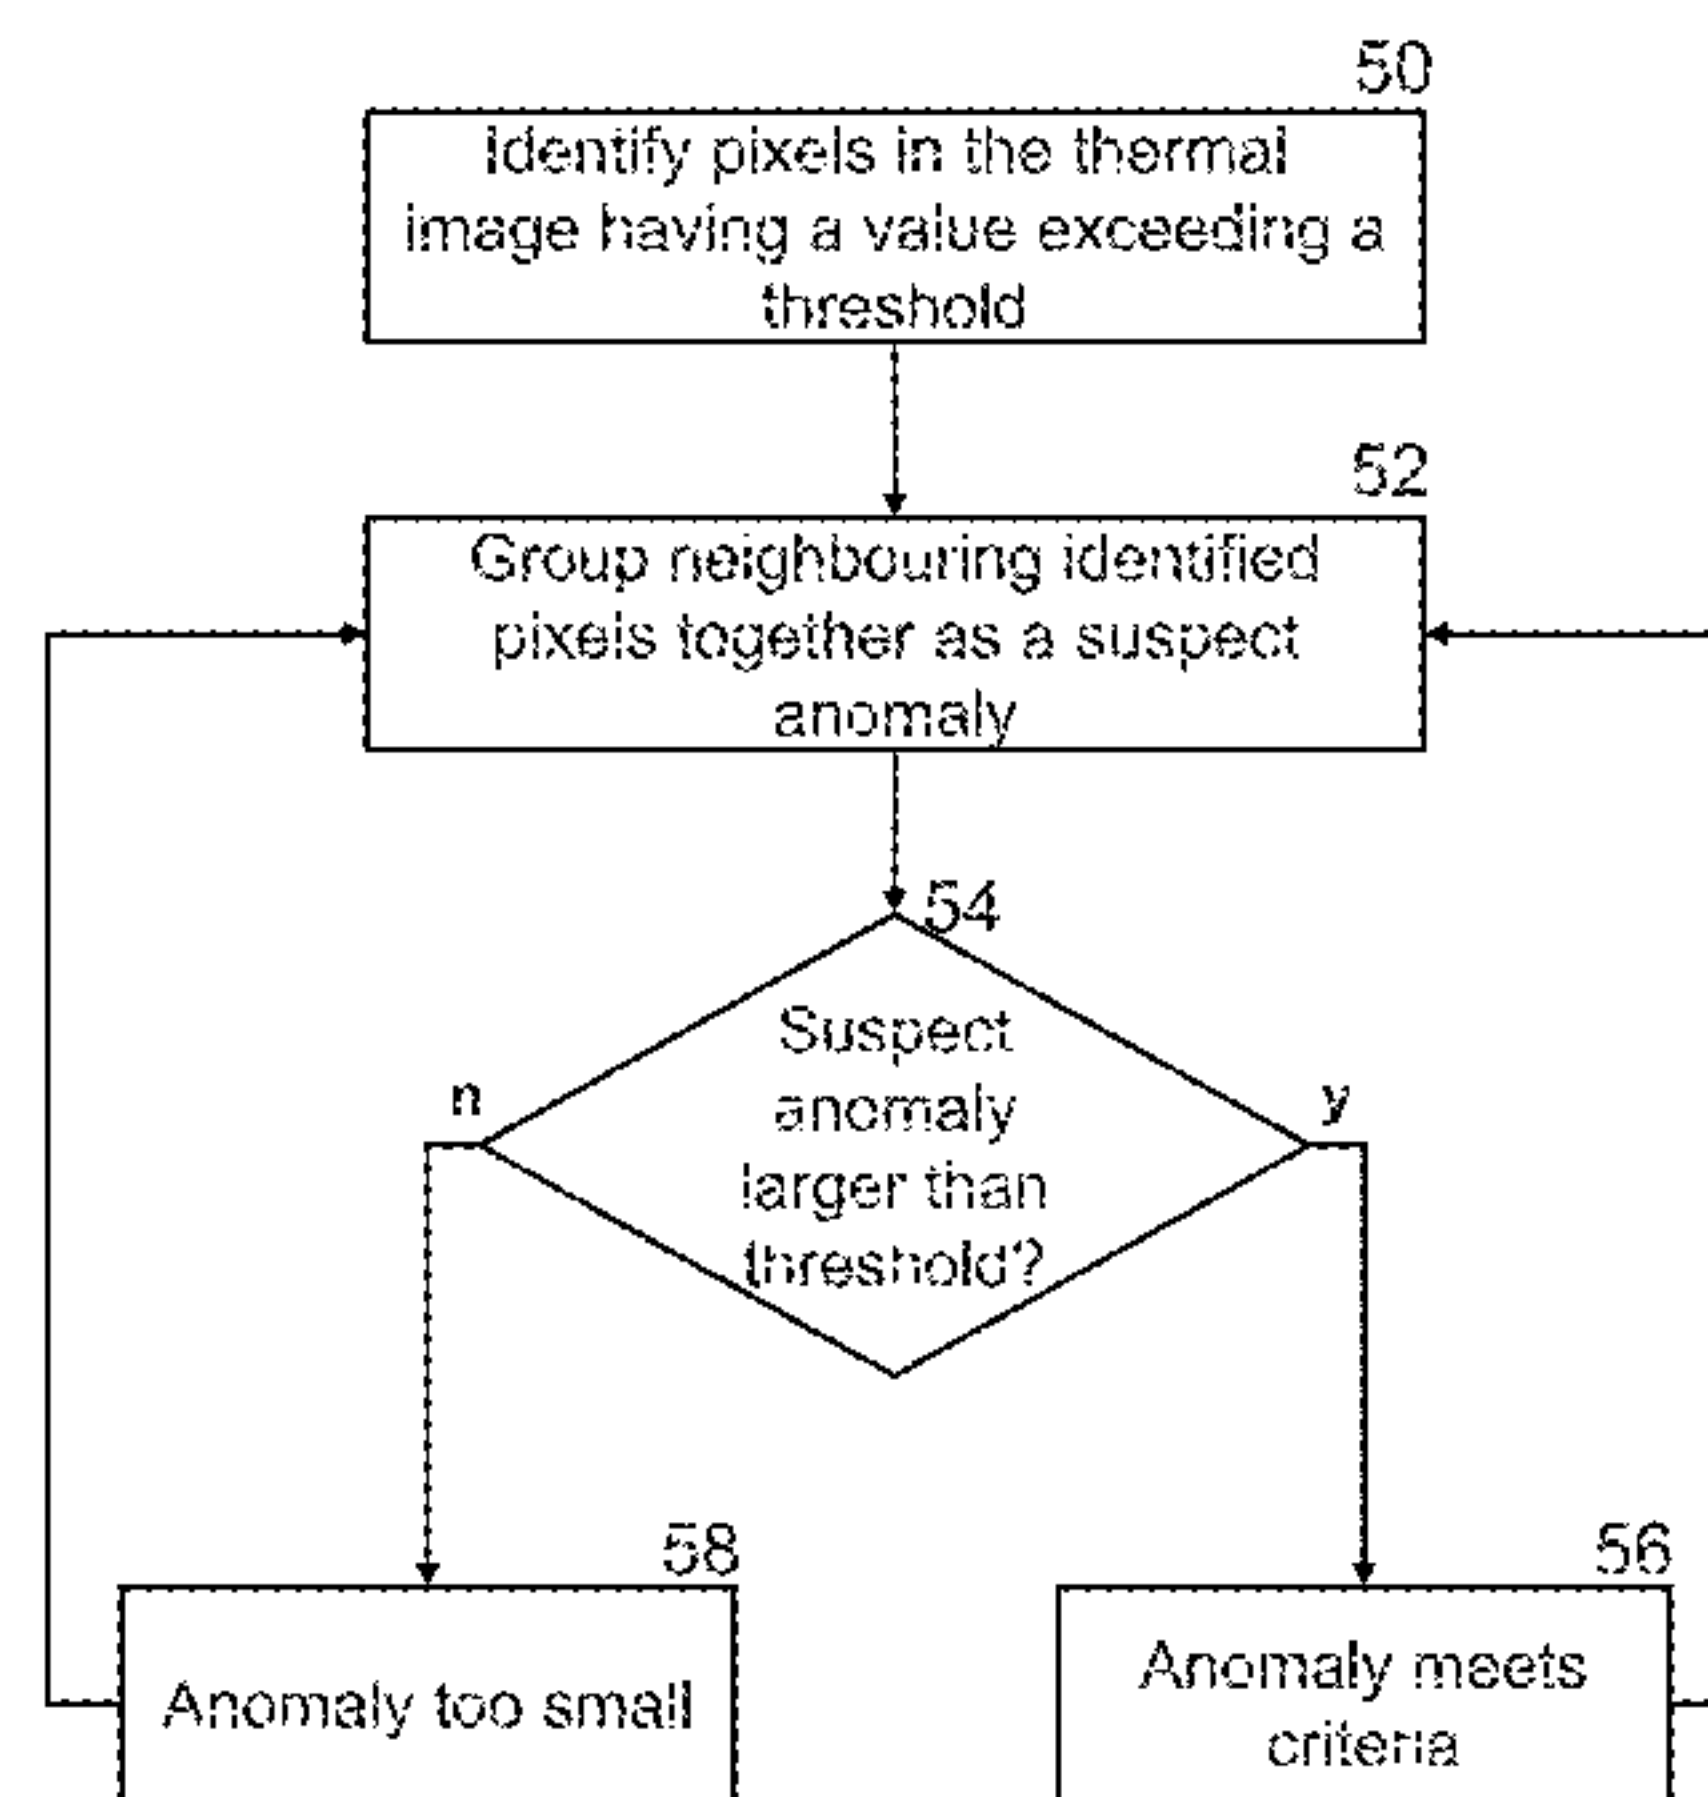 50
Identify pixels in the thermal
image having a value exceeding a
threshold
52
Group neighbouring identified
pixels together as a suspect
anomaly
54
Suspect
anomaly
larger than
threshold?
n
y
58
Anomaly too small
56
Anomaly meets
criteria